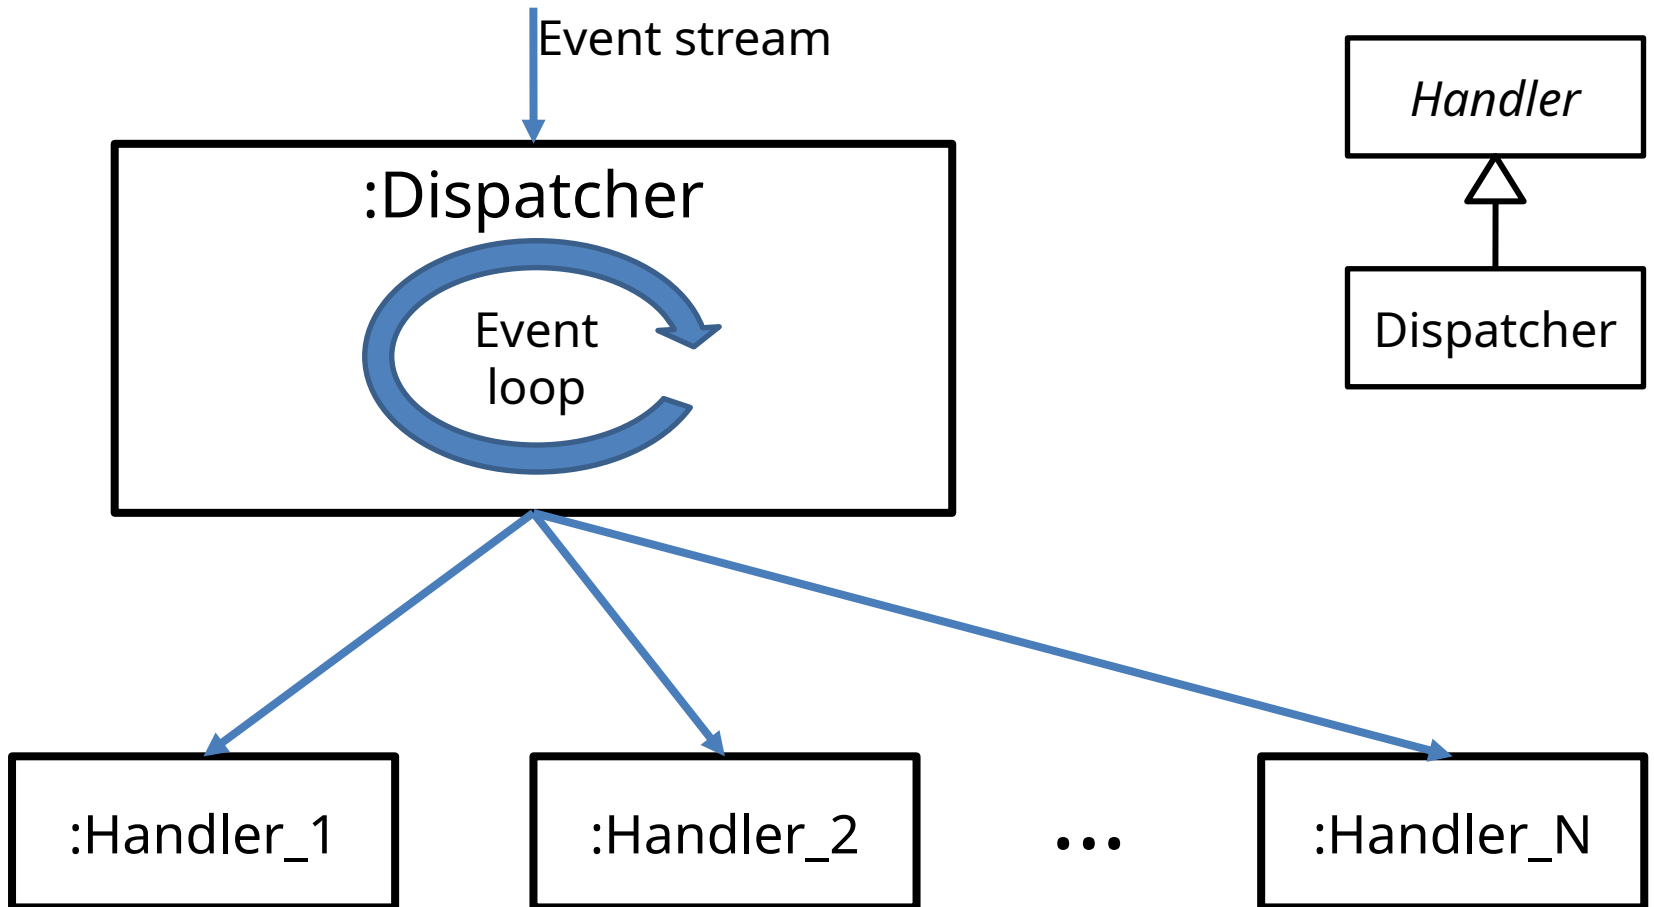 Event stream
Handler
:Dispatcher
Event
loop
Dispatcher
:Handler_1
:Handler_2
...
:Handler_N